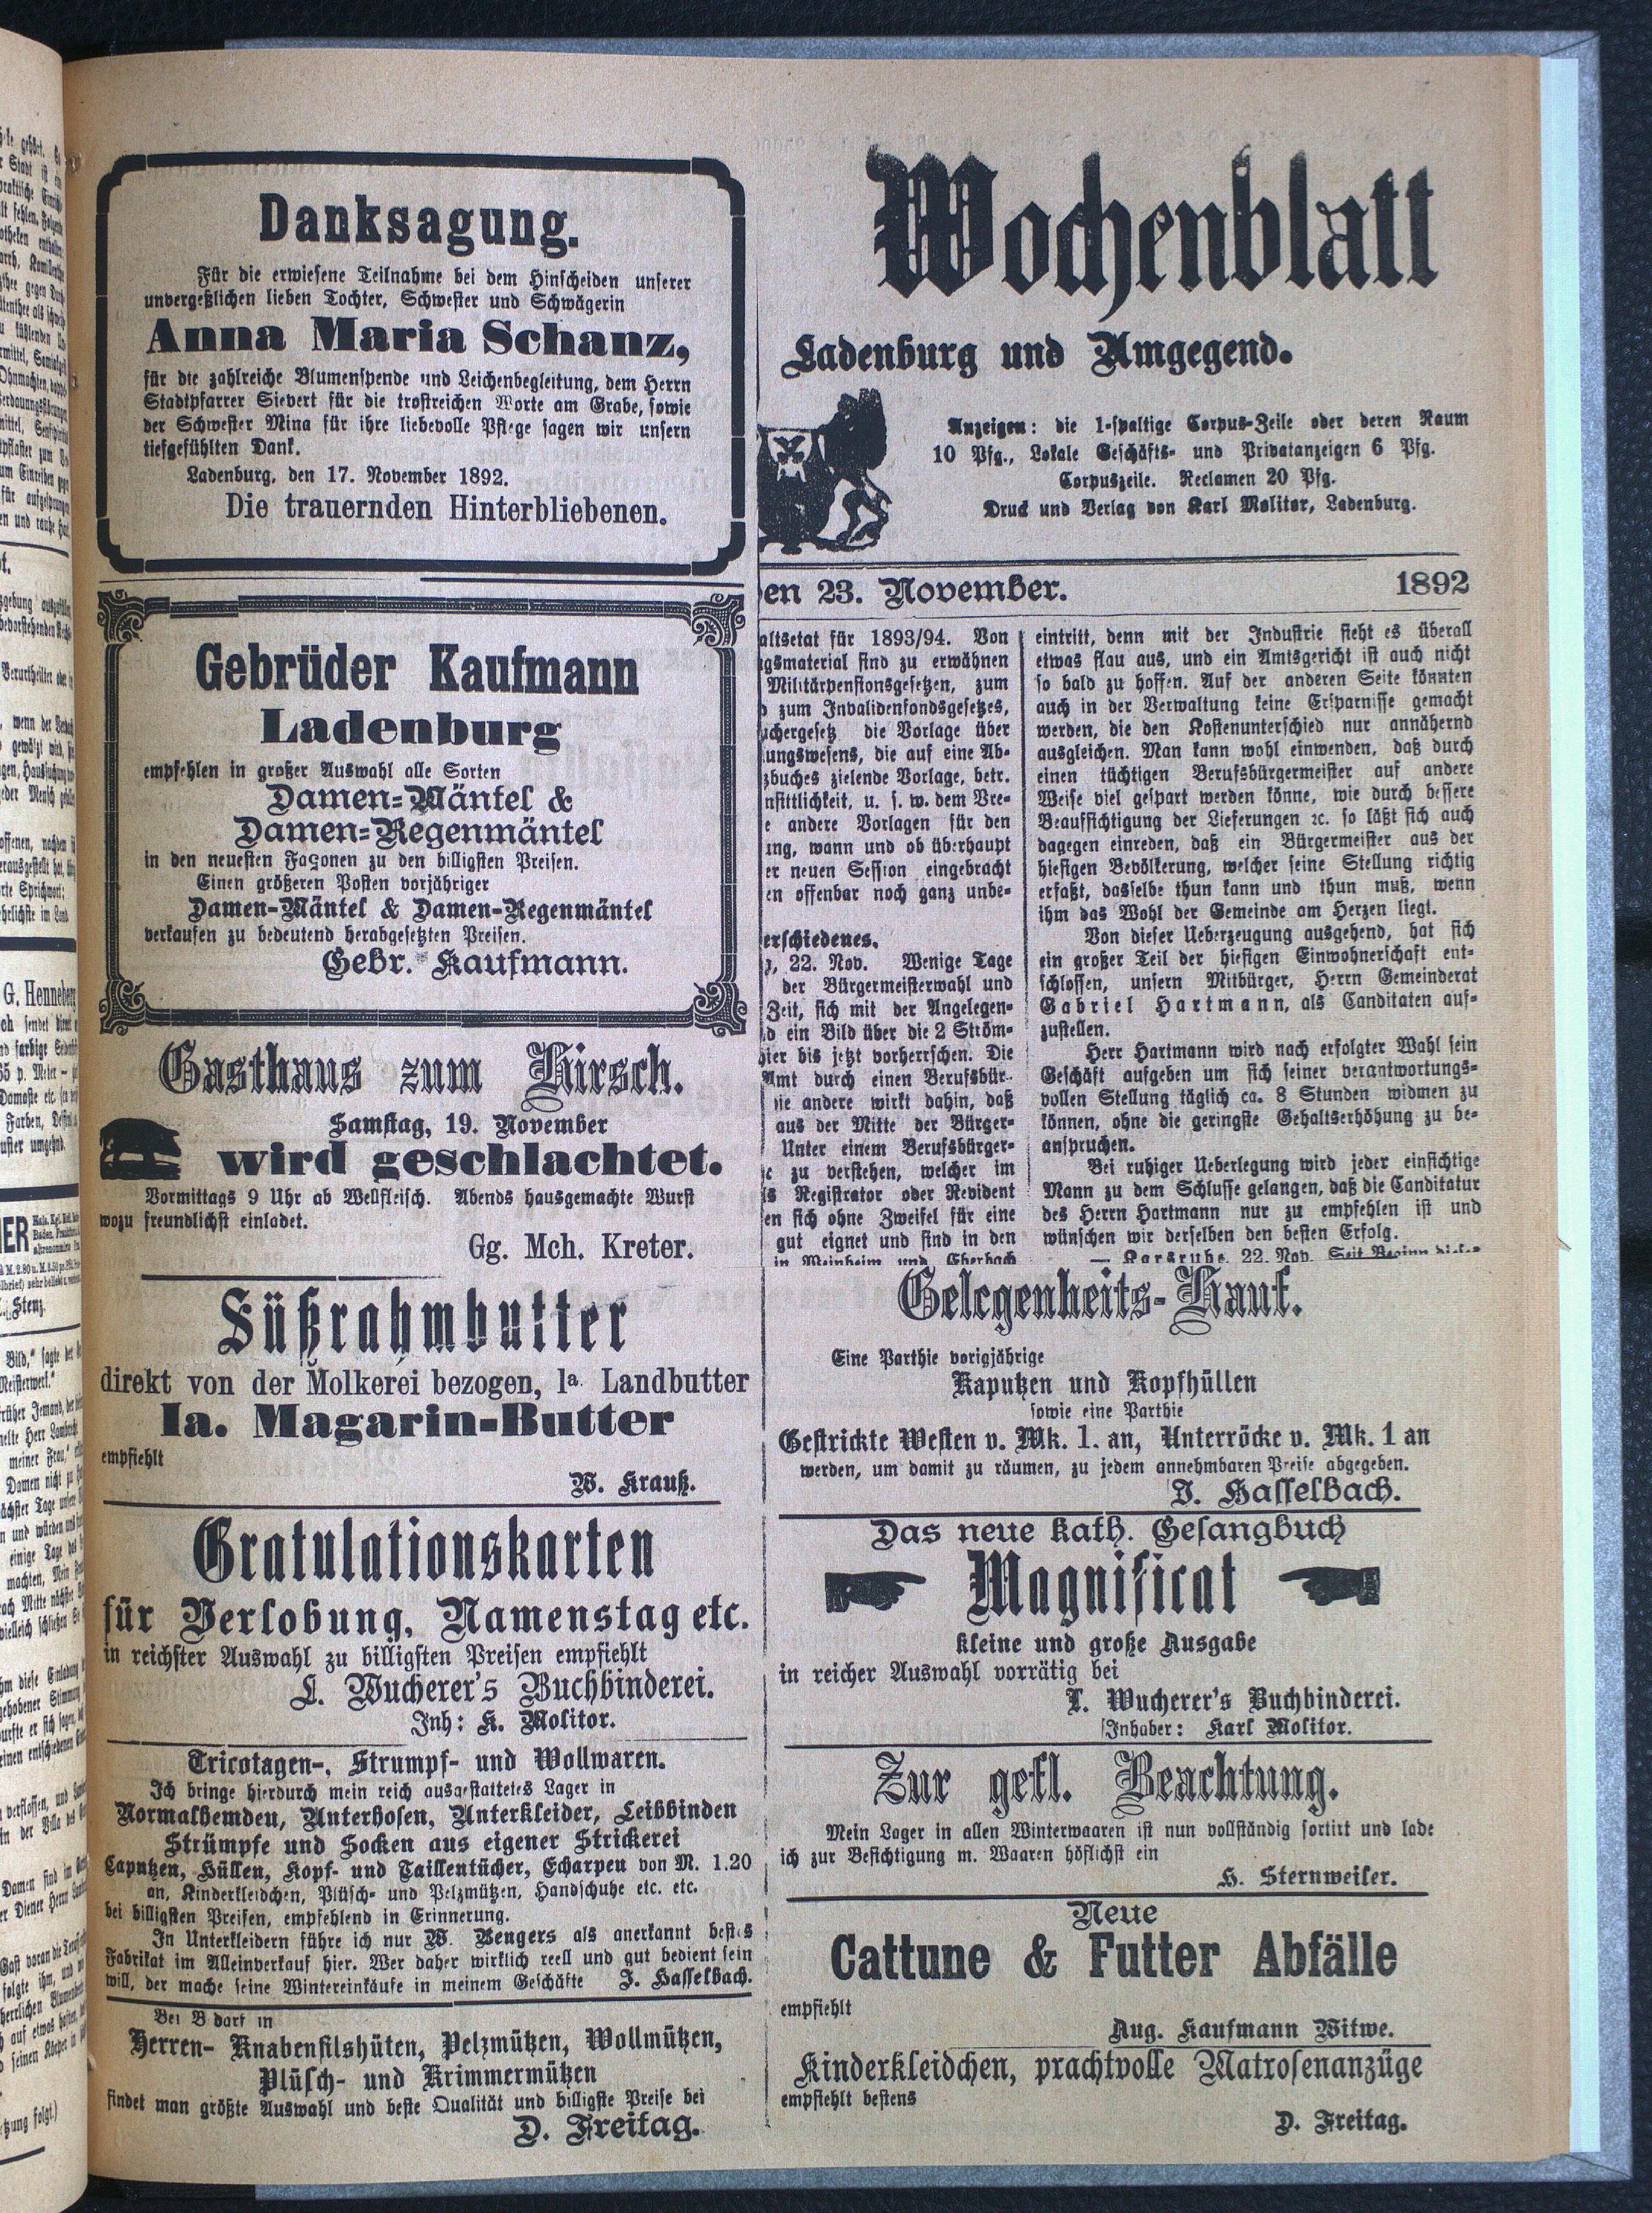 Danksagung.
Für die erwiesene Teilnahme bei dem Hinscheiden unserer
unvergeßlichen lieben Tochter, Schwester und Schwägerin
Anna Maria Schanz,
für die zahlreiche Blumenspende und Leichenbegleitung, dem Herrn
Stadtpfarrer Sievert für die trostreichen Worte am Grabe, sowie
der Schwester Mina für ihre liebevolle Pflege sagen wir unsern
tiefgefühlten Dank.
Ladenburg, den 17. November 1892.
Die trauernden Hinterbliebenen.
Gebrüder Kaufmann
Ladenburg
empfehlen in großer Auswahl alle Sorten
Damen=Mäntel &
Damen=Regenmäntel
in den neuesten Façonen zu den billigsten Preisen.
Einen größeren Posten vorjähriger
Damen-Mäntel & Damen-Regenmäntel
verkaufen zu bedeutend herabgesetzten Preisen.
Gebr. Kaufmann.
Gasthaus zum Hirsch.
Samstag, 19. November
wird geschlachtet.
Vormittags 9 Uhr ab Wellfleisch. Abends hausgemachte Wurst
wozu freundlichst einladet.
Gg. Mch. Kreter.
Süßrahmbutter
direkt von der Molkerei bezogen, 1a. Landbutter
Ia. Magarin-Butter
empfiehlt
W. Krauß.
Gratulationskarten
für Verlobung, Namenstag etc.
in reichster Auswahl zu billigsten Preisen empfiehlt
L. Wucherer's Buchbinderei.
Inh: K. Molitor.
Tricotagen-, Strumpf- und Wollwaren.
Ich bringe hierdurch mein reich ausgestattetes Lager in
Normalhemden, Unterhosen, Unterkleider, Leibbinden
Strümpfe und Socken aus eigener Strickerei
Caputzen, Hüllen, Kopf- und Taillentücher, Echarpen von M. 1.20
an, Kinderkleidchen, Plüsch- und Pelzmützen, Handschuhe etc. etc.
bei billigsten Preisen, empfehlend in Erinnerung.
In Unterkleidern führe ich nur W. Bengers als anerkannt bestes
Fabrikat im Alleinverkauf hier. Wer daher wirklich reell und gut bedient sein
will, der mache seine Wintereinkäufe in meinem Geschäfte J. Hasselbach.
Bei B darf in
Herren- Knabenfilshüten, Pelzmützen, Wollmützen,
Plüsch- und Krimmermützen
findet man größte Auswahl und beste Qualität und billigste Preise bei
D. Freitag.
Wochenblatt
Ladenburg und Umgegend.
Anzeigen: die 1-spaltige Corpus-Zeile oder deren Raum
10 Pfg., Lokale Geschäfts- und Privatanzeigen 6 Pfg.
Corpuszeile. Reclamen 20 Pfg.
Druck und Verlag von Karl Molitor, Ladenburg.
en 23. November. 1892
altsetat für 1893/94. Von
gsmaterial sind zu erwähnen
Militärpensionsgesetzen, zum
zum Invalidenfondsgesetzes,
uchergesetz die Vorlage über
ungswesens, die auf eine Ab=
zbuches zielende Vorlage, betr.
nsittlichkeit, u. s. w. dem Bre=
e andere Vorlagen für den
ing, wann und ob überhaupt
er neuen Session eingebracht
en offenbar noch ganz unbe=
erschiedenes.
, 22. Nov. Wenige Tage
der Bürgermeisterwahl und
Zeit, sich mit der Angelegen=
d ein Bild über die 2 Ström=
hier bis jetzt vorherrschen. Die
Amt durch einen Berufsbür=
die andere wirkt dahin, daß
aus der Mitte der Bürger=
Unter einem Berufsbürger=
c zu verstehen, welcher im
ls Registrator oder Revident
en sich ohne Zweifel für eine
gut eignet und sind in den
in Meinheim und Eberbach
eintritt, denn mit der Industrie sieht es überall
etwas flau aus, und ein Amtsgericht ist auch nicht
so bald zu hoffen. Auf der anderen Seite könnten
auch in der Verwaltung keine Ersparnisse gemacht
werden, die den Kostenunterschied nur annähernd
ausgleichen. Man kann wohl einwenden, daß durch
einen tüchtigen Berufsbürgermeister auf andere
Weise viel gespart werden könne, wie durch bessere
Beaufsichtigung der Lieferungen ꝛc. so läßt sich auch
dagegen einreden, daß ein Bürgermeister aus der
hiesigen Bevölkerung, welcher seine Stellung richtig
erfaßt, dasselbe thun kann und thun muß, wenn
ihm das Wohl der Gemeinde am Herzen liegt.
Von dieser Ueberzeugung ausgehend, hat sich
ein großer Teil der hiesigen Einwohnerschaft ent=
schlossen, unsern Mitbürger, Herrn Gemeinderat
Gabriel Hartmann, als Canditaten auf=
zustellen.
Herr Hartmann wird nach erfolgter Wahl sein
Geschäft aufgeben um sich seiner verantwortungs=
vollen Stellung täglich ca. 8 Stunden widmen zu
können, ohne die geringste Gehaltserhöhung zu be=
anspruchen.
Bei ruhiger Ueberlegung wird jeder einsichtige
Mann zu dem Schlusse gelangen, daß die Canditatur
des Herrn Hartmann nur zu empfehlen ist und
wünschen wir derselben den besten Erfolg.
— Karlsruhe, 22. Nov. Seit Beginn dieses
Gelegenheits-Kauf.
Eine Parthie vorigjährige
Kaputzen und Kopfhüllen
sowie eine Parthie
Gestrickte Westen v. Mk. 1. an, Unterröcke v. Mk. 1 an
werden, um damit zu räumen, zu jedem annehmbaren Preise abgegeben.
J. Hasselbach.
Das neue kath. Gesangbuch
Magnificat
kleine und große Ausgabe
in reicher Auswahl vorrätig bei
L. Wucherer's Buchbinderei.
Inhaber: Karl Molitor.
Zur gefl. Beachtung.
Mein Lager in allen Winterwaaren ist nun vollständig sortirt und lade
ich zur Besichtigung m. Waaren höflichst ein
H. Sternweiler.
Neue
Cattune & Futter Abfälle
empfiehlt
Aug. Kaufmann Witwe.
Kinderkleidchen, prachtvolle Matrosenanzüge
empfiehlt bestens
D. Freitag.